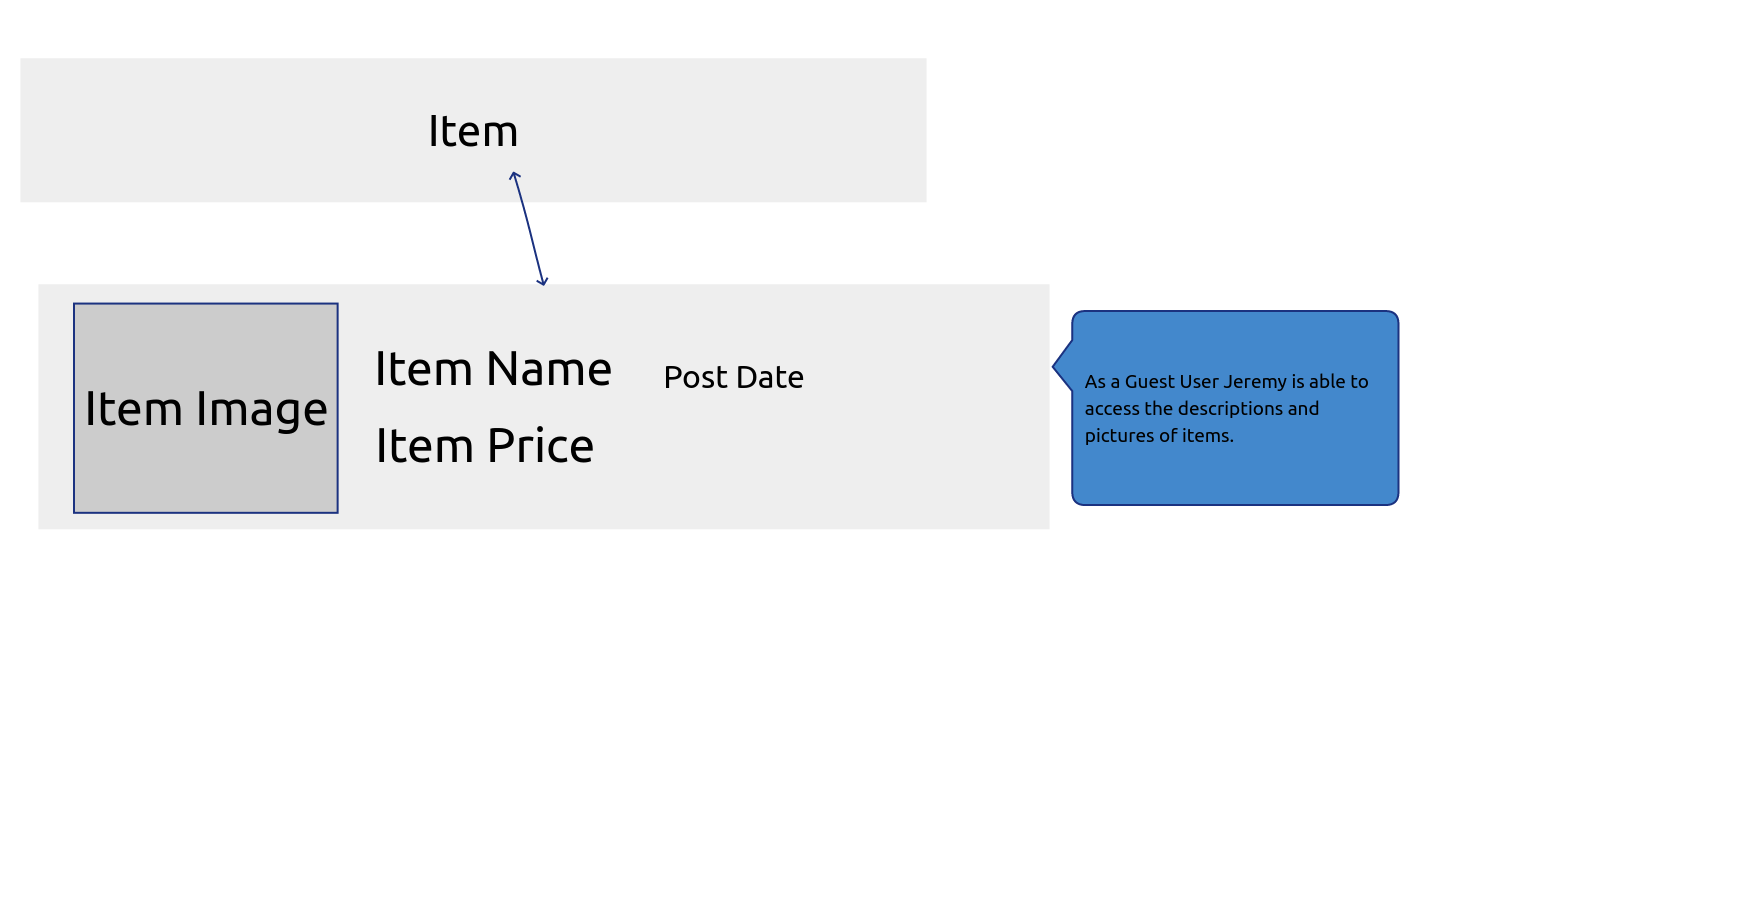 Item
Item Image
Item Name
Post Date
Item Price
As a Guest User Jeremy is able to
access the descriptions and
pictures of items.